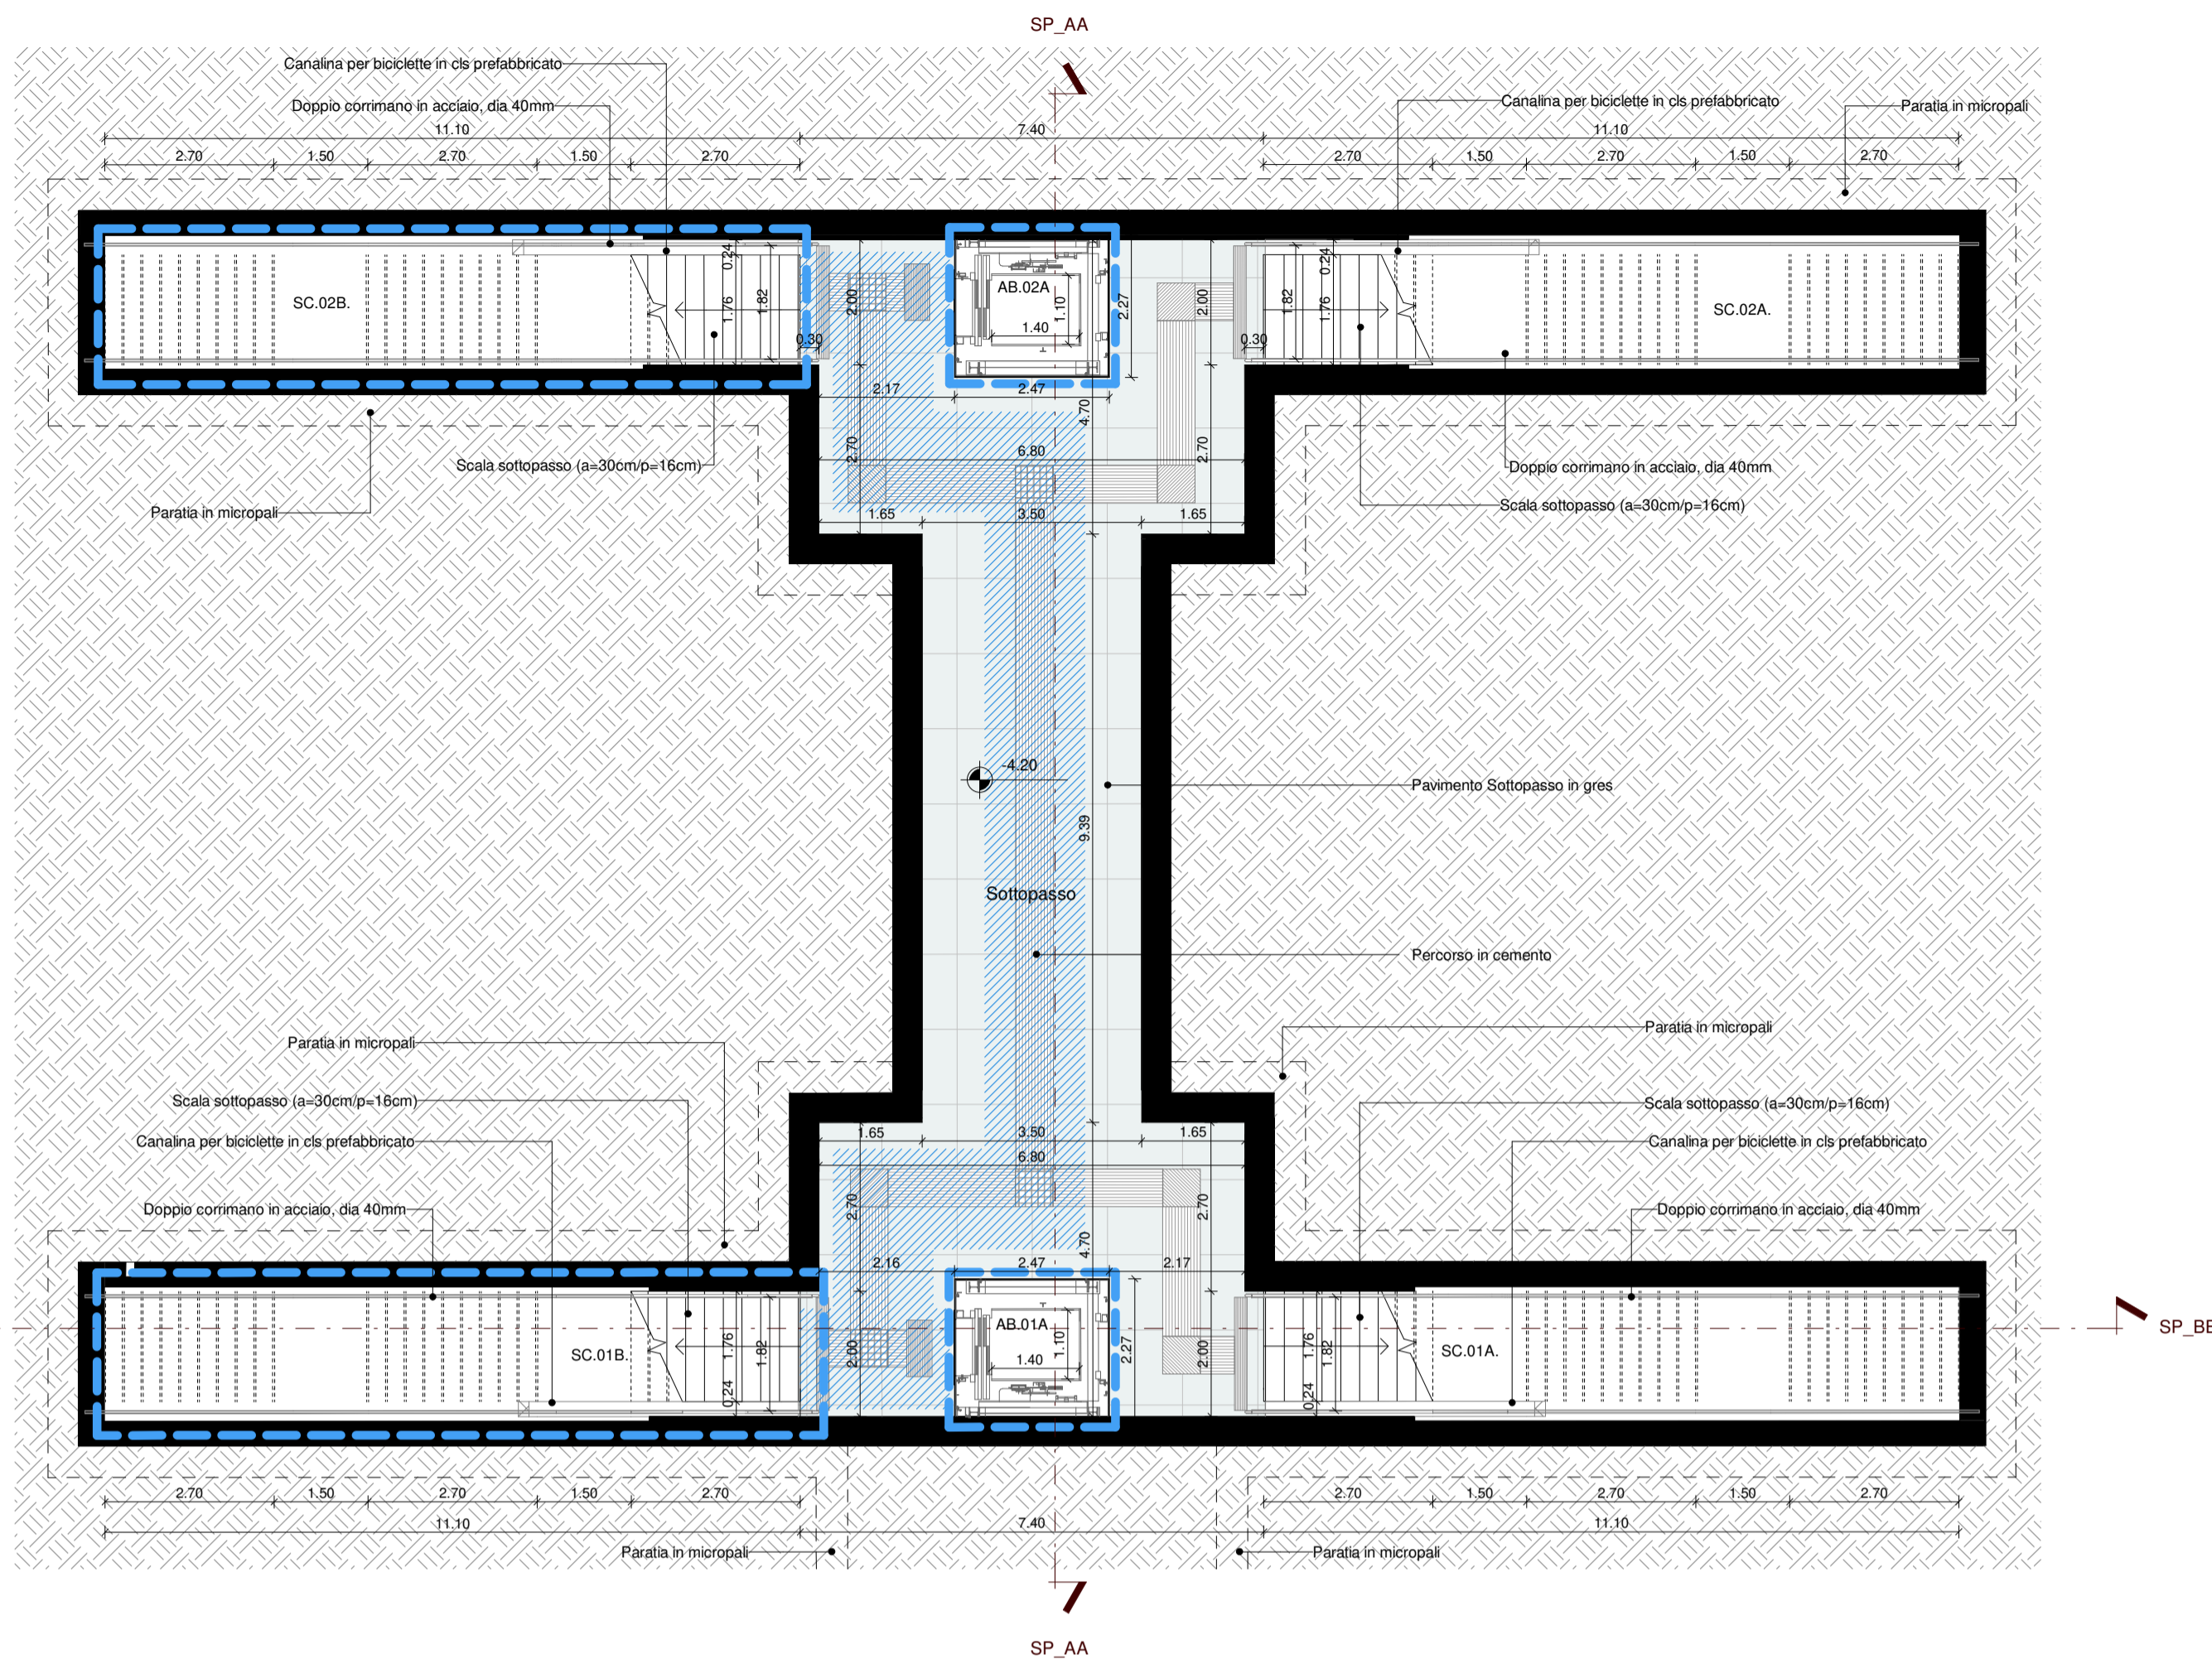 SP_AA
Canalina per biciclette in cls prefabbricato
Doppio corrimano in acciaio, dia 40mm
Canalina per biciclette in cls prefabbricato
Paratia in micropali
11.10
7.40
11.10
2.70
1.50
2.70
1.50
2.70
2.70
1.50
2.70
1.50
2.70
SC.02B.
0.24
1.76
1.82
0.30
2.00
AB.02A
1.10
1.40
2.27
2.00
0.30
1.82
0.24
1.76
SC.02A.
2.17
2.47
4.70
2.70
6.80
2.70
Scala sottopasso (a=30cm/p=16cm)
Paratia in micropali
Doppio corrimano in acciaio, dia 40mm
Scala sottopasso (a=30cm/p=16cm)
1.65
3.50
1.65
-4.20
Pavimento Sottopasso in gres
9.39
Sottopasso
Percorso in cemento
Paratia in micropali
Paratia in micropali
Scala sottopasso (a=30cm/p=16cm)
Scala sottopasso (a=30cm/p=16cm)
Canalina per biciclette in cls prefabbricato
Canalina per biciclette in cls prefabbricato
1.65
3.50
1.65
6.80
Doppio corrimano in acciaio, dia 40mm
Doppio corrimano in acciaio, dia 40mm
2.70
2.70
4.70
2.16
2.47
2.17
SC.01B.
1.76
1.82
0.24
2.00
AB.01A
1.10
1.40
2.27
2.00
1.76
1.82
0.24
SC.01A.
SP_BB
2.70
1.50
2.70
1.50
2.70
2.70
1.50
2.70
1.50
2.70
11.10
7.40
11.10
Paratia in micropali
Paratia in micropali
SP_AA